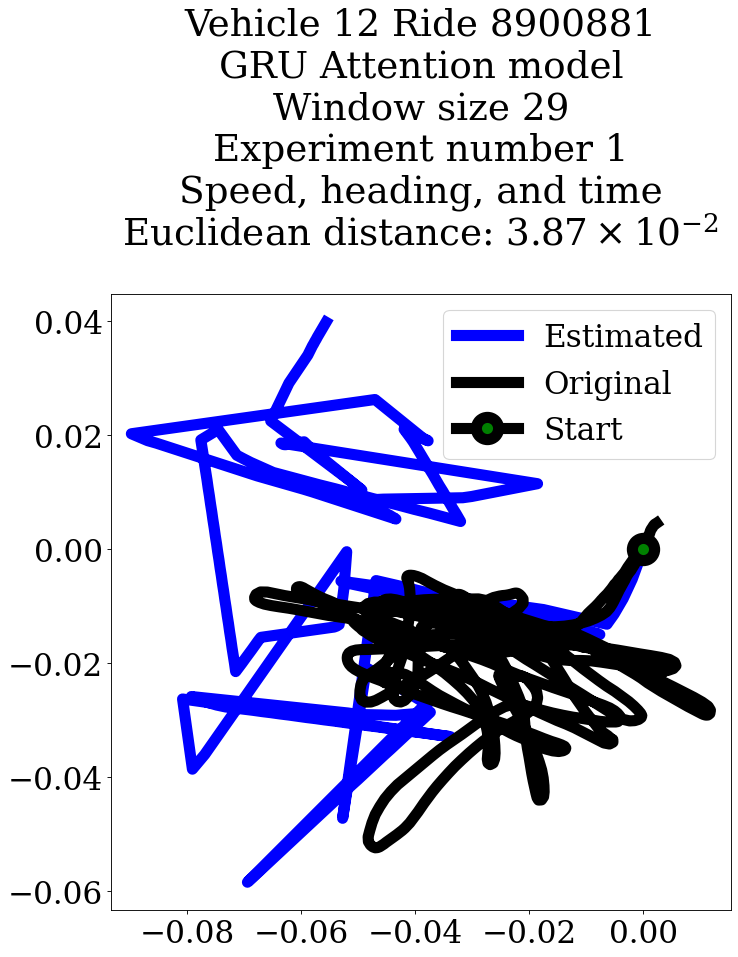 Vehicle 12 Ride 8900881
GRU Attention model
Window size 29
Experiment number 1
Speed, heading, and time
Euclidean distance: 3.87 × 10⁻²
Estimated
Original
Start
0.04
0.02
0.00
−0.02
−0.04
−0.06
−0.08 −0.06 −0.04 −0.02 0.00